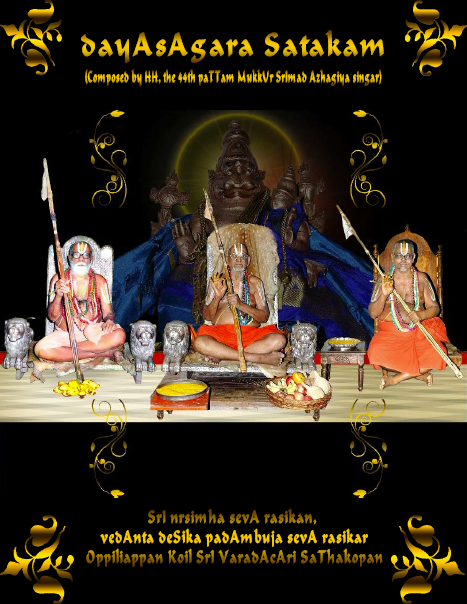 dayAsAgara Satakam
(Composed by HH, the 44th paTTam MukkUr SrImad Azhagiya singar)
SrI nrsimha sevA rasikan,
vedAnta deSika padAmbuja sevA rasikar
Oppiliappan Koil SrI VaradAcAri SaThakopan